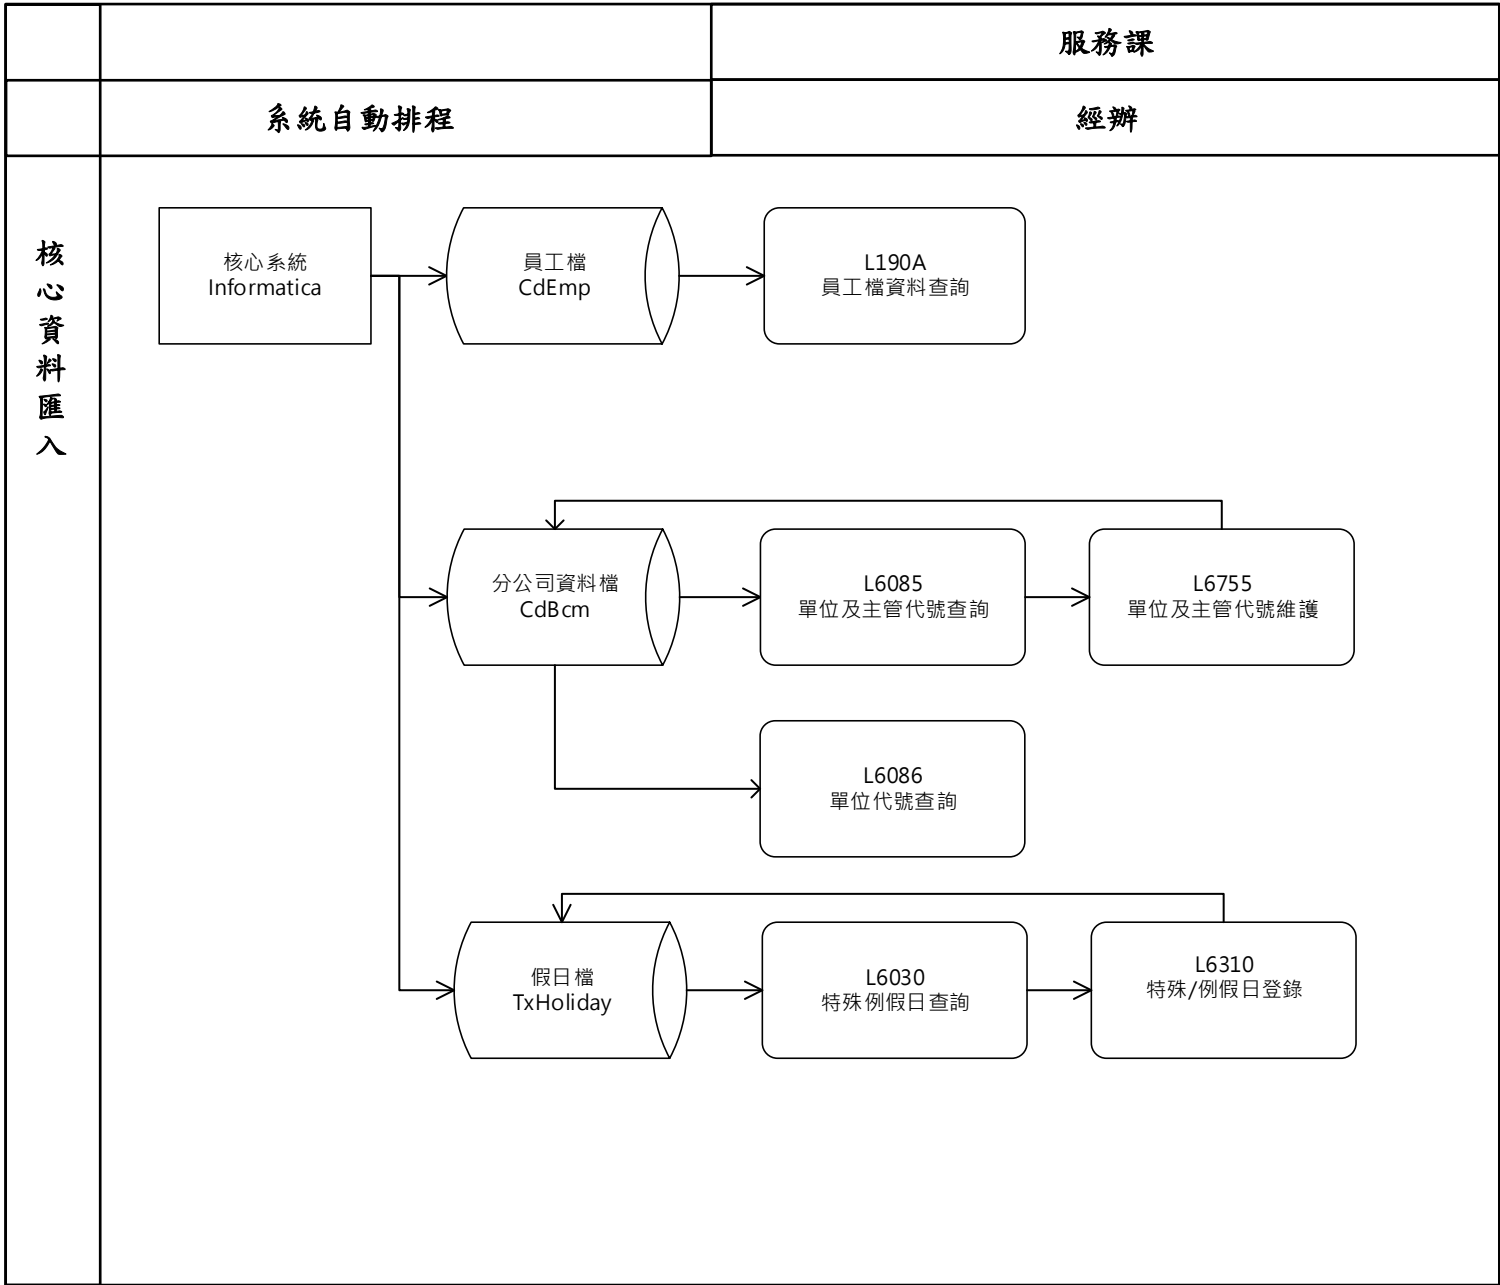 服務課
系統自動排程
經辦
核心資料匯入
核心系統
Informatica
員工檔
CdEmp
L190A
員工檔資料查詢
分公司資料檔
CdBcm
L6085
單位及主管代號查詢
L6755
單位及主管代號維護
L6086
單位代號查詢
假日檔
TxHoliday
L6030
特殊例假日查詢
L6310
特殊/例假日登錄